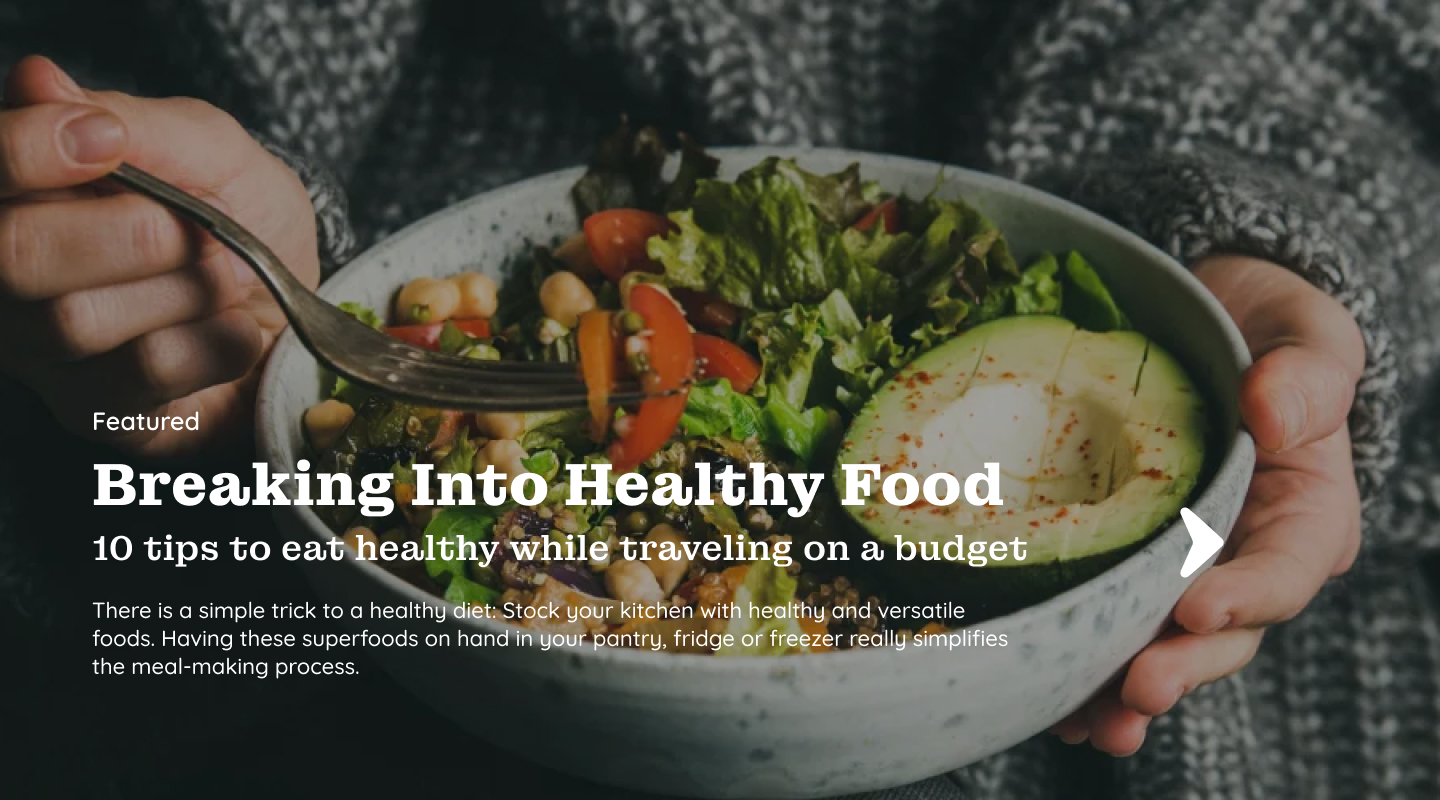 Featured
Breaking Into Healthy Food
10 tips to eat healthy while traveling on a budget
There is a simple trick to a healthy diet: Stock your kitchen with healthy and versatile
foods. Having these superfoods on hand in your pantry, fridge or freezer really simplifies
the meal-making process.